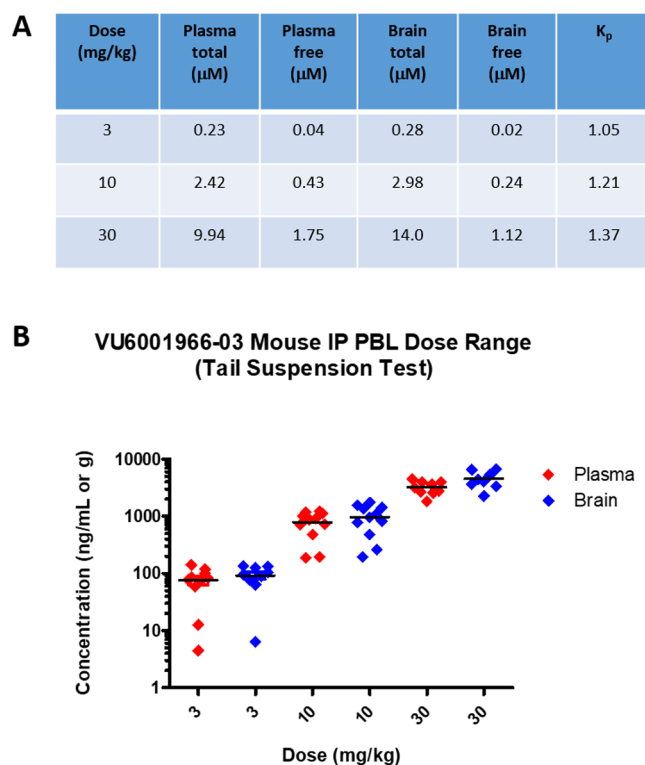 A
Dose (mg/kg) Plasma total (μM) Plasma free (μM) Brain total (μM) Brain free (μM) Kp
3 0.23 0.04 0.28 0.02 1.05
10 2.42 0.43 2.98 0.24 1.21
30 9.94 1.75 14.0 1.12 1.37
B
VU6001966-03 Mouse IP PBL Dose Range
(Tail Suspension Test)
Concentration (ng/mL or g)
10000
1000
100
10
1
3 3 10 10 30 30
Dose (mg/kg)
Plasma
Brain